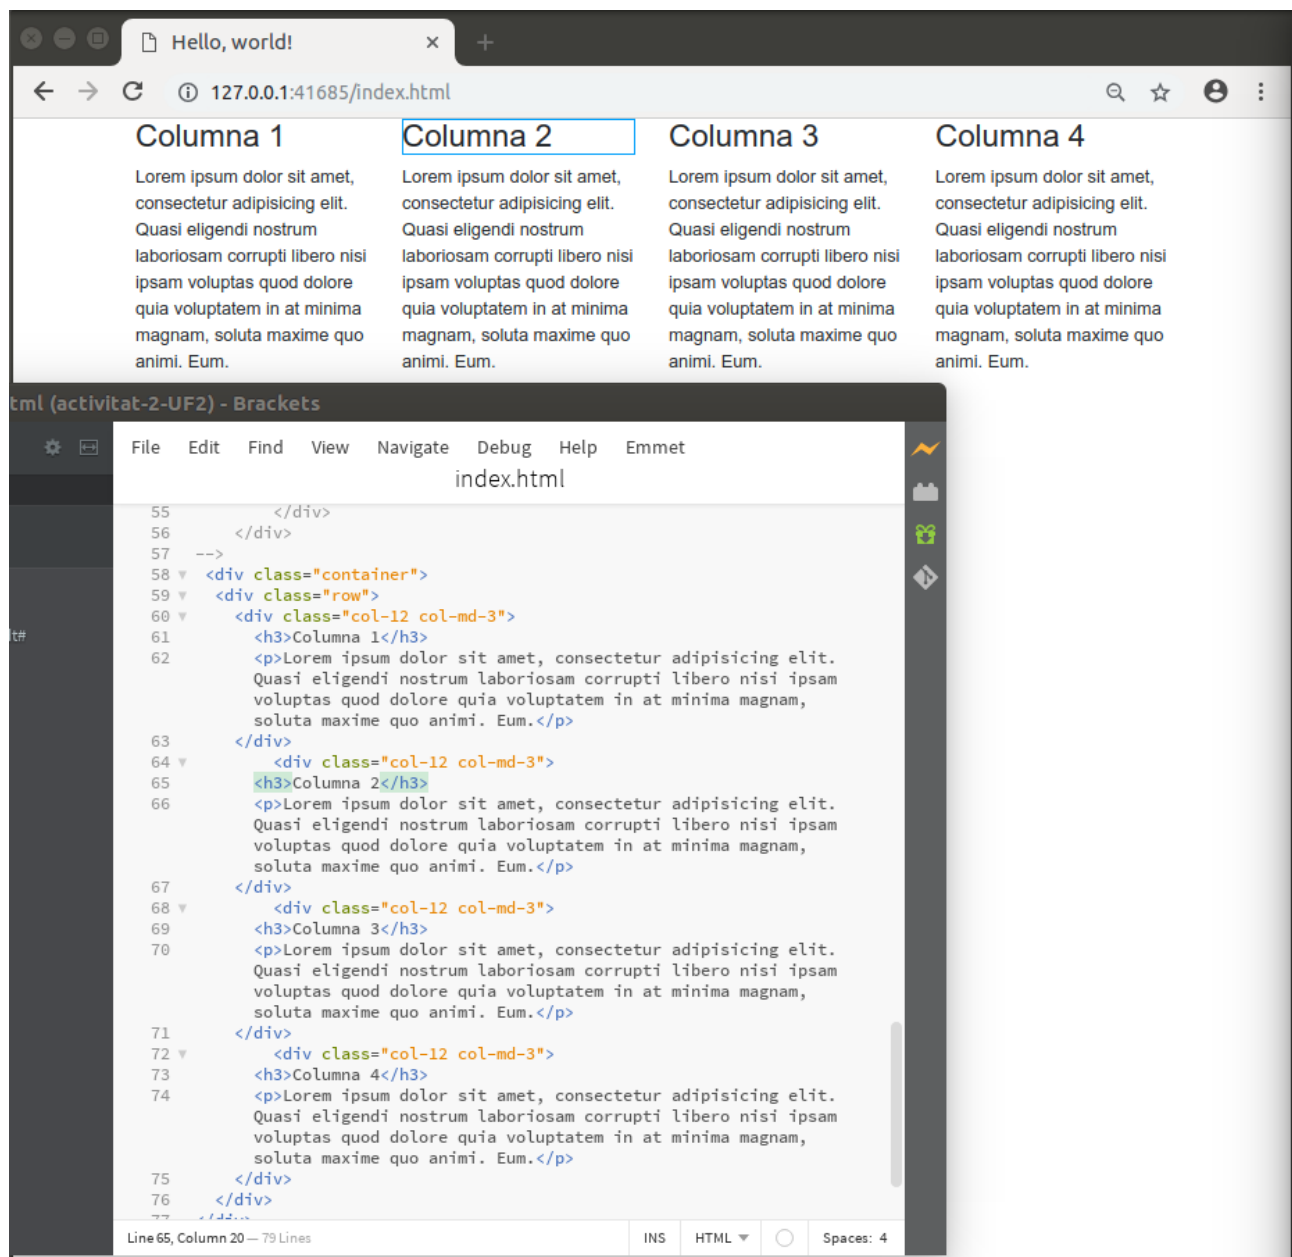 Hello, world!
127.0.0.1:41685/index.html
Columna 1 Columna 2 Columna 3 Columna 4
Lorem ipsum dolor sit amet, Lorem ipsum dolor sit amet, Lorem ipsum dolor sit amet, Lorem ipsum dolor sit amet,
consectetur adipisicing elit. consectetur adipisicing elit. consectetur adipisicing elit. consectetur adipisicing elit.
Quasi eligendi nostrum Quasi eligendi nostrum Quasi eligendi nostrum Quasi eligendi nostrum
laboriosam corrupti libero nisi laboriosam corrupti libero nisi laboriosam corrupti libero nisi laboriosam corrupti libero nisi
ipsam voluptas quod dolore ipsam voluptas quod dolore ipsam voluptas quod dolore ipsam voluptas quod dolore
quia voluptatem in at minima quia voluptatem in at minima quia voluptatem in at minima quia voluptatem in at minima
magnam, soluta maxime quo magnam, soluta maxime quo magnam, soluta maxime quo magnam, soluta maxime quo
animi. Eum. animi. Eum. animi. Eum. animi. Eum.
tml (activitat-2-UF2) - Brackets
File Edit Find View Navigate Debug Help Emmet
index.html
lt#
55 </div>
56 </div>
57 -->
58 <div class="container">
59 <div class="row">
60 <div class="col-12 col-md-3">
61 <h3>Columna 1</h3>
62 <p>Lorem ipsum dolor sit amet, consectetur adipisicing elit.
Quasi eligendi nostrum laboriosam corrupti libero nisi ipsam
voluptas quod dolore quia voluptatem in at minima magnam,
soluta maxime quo animi. Eum.</p>
63 </div>
64 <div class="col-12 col-md-3">
65 <h3>Columna 2</h3>
66 <p>Lorem ipsum dolor sit amet, consectetur adipisicing elit.
Quasi eligendi nostrum laboriosam corrupti libero nisi ipsam
voluptas quod dolore quia voluptatem in at minima magnam,
soluta maxime quo animi. Eum.</p>
67 </div>
68 <div class="col-12 col-md-3">
69 <h3>Columna 3</h3>
70 <p>Lorem ipsum dolor sit amet, consectetur adipisicing elit.
Quasi eligendi nostrum laboriosam corrupti libero nisi ipsam
voluptas quod dolore quia voluptatem in at minima magnam,
soluta maxime quo animi. Eum.</p>
71 </div>
72 <div class="col-12 col-md-3">
73 <h3>Columna 4</h3>
74 <p>Lorem ipsum dolor sit amet, consectetur adipisicing elit.
Quasi eligendi nostrum laboriosam corrupti libero nisi ipsam
voluptas quod dolore quia voluptatem in at minima magnam,
soluta maxime quo animi. Eum.</p>
75 </div>
76 </div>
77 </div>
Line 65, Column 20 — 79 Lines INS HTML Spaces: 4